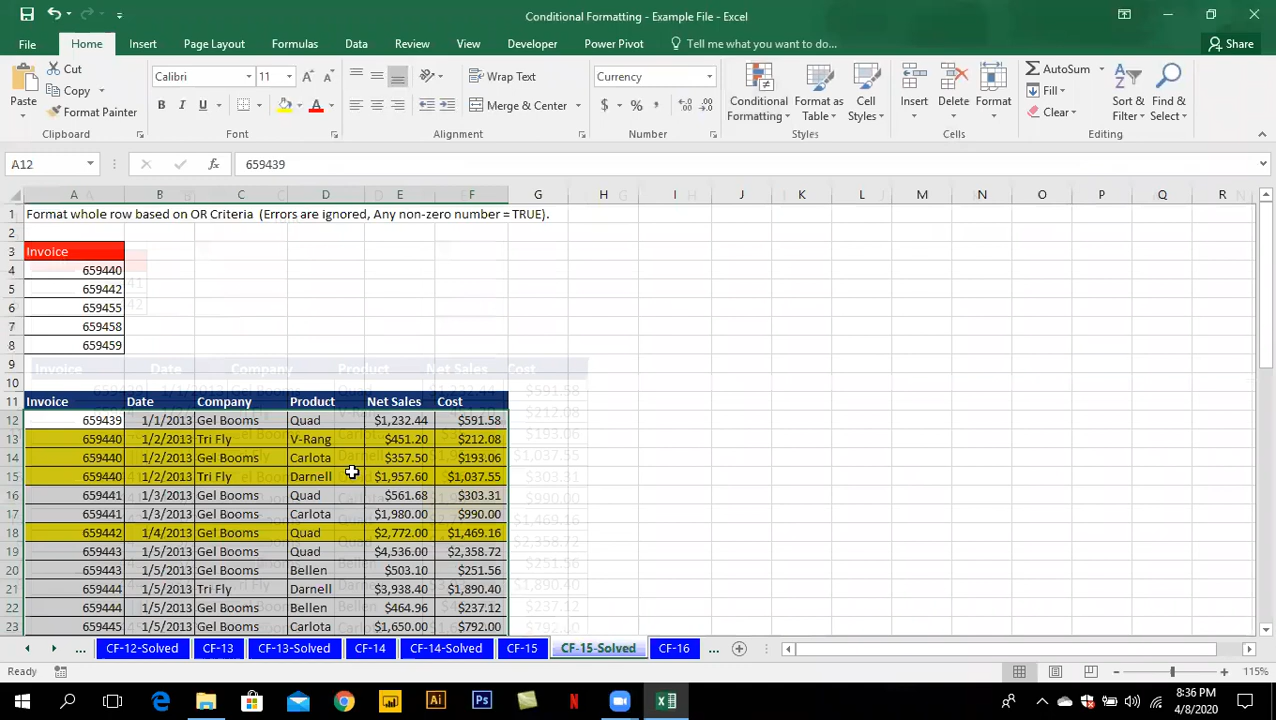 Conditional Formatting - Example File - Excel
File Home Insert Page Layout Formulas Data Review View Developer Power Pivot Tell me what you want to do... Share
Paste Cut Copy Format Painter Clipboard
Calibri 11 B I U A Font
Wrap Text Merge & Center Alignment
Currency $ % , Number
Conditional Formatting Format as Table Cell Styles Styles
Insert Delete Format Cells
AutoSum Fill Clear Sort & Filter Find & Select Editing
A12 fx 659439
A B C D E F G H I J K L M N O P Q R
1 Format whole row based on OR Criteria (Errors are ignored, Any non-zero number = TRUE).
2
3 Invoice
4 659440
5 659442
6 659455
7 659458
8 659459
9
10
11 Invoice Date Company Product Net Sales Cost
12 659439 1/1/2013 Gel Booms Quad $1,232.44 $591.58
13 659440 1/2/2013 Tri Fly V-Rang $451.20 $212.08
14 659440 1/2/2013 Gel Booms Carlota $357.50 $193.06
15 659440 1/2/2013 Tri Fly Darnell $1,957.60 $1,037.55
16 659441 1/3/2013 Gel Booms Quad $561.68 $303.31
17 659441 1/3/2013 Gel Booms Carlota $1,980.00 $990.00
18 659442 1/4/2013 Gel Booms Quad $2,772.00 $1,469.16
19 659443 1/5/2013 Gel Booms Quad $4,536.00 $2,358.72
20 659443 1/5/2013 Gel Booms Bellen $503.10 $251.56
21 659444 1/5/2013 Tri Fly Darnell $3,938.40 $1,890.40
22 659444 1/5/2013 Gel Booms Bellen $464.96 $237.12
23 659445 1/5/2013 Gel Booms Carlota $1,650.00 $792.00
... CF-12-Solved CF-13 CF-13-Solved CF-14 CF-14-Solved CF-15 CF-15-Solved CF-16 ...
Ready 115%
Ai Ps N 8:36 PM
4/8/2020